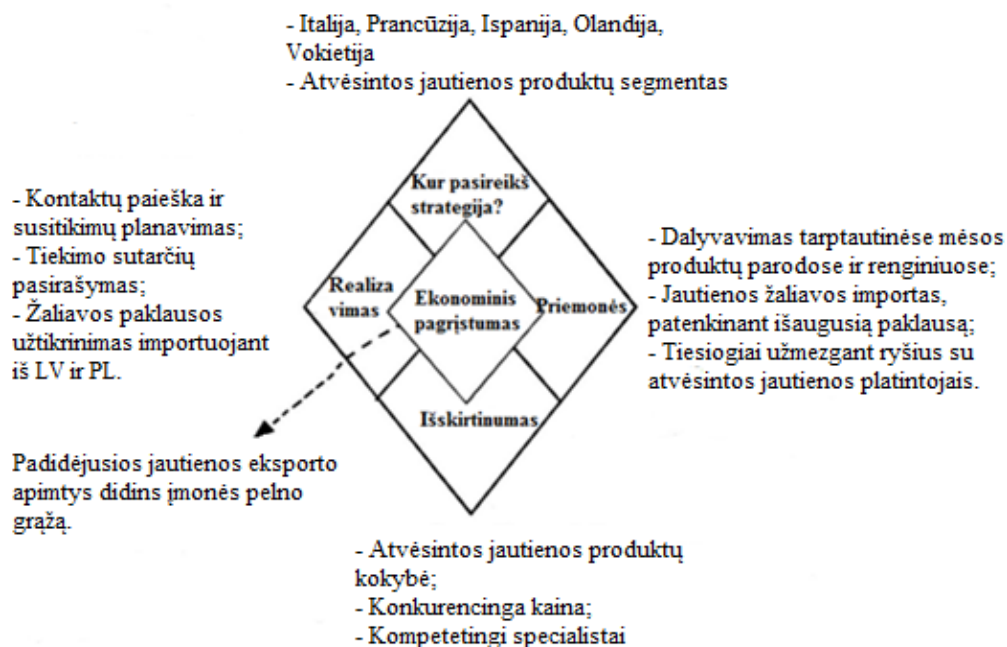 - Italija, Prancūzija, Ispanija, Olandija,
Vokietija
- Atvėsintos jautienos produktų segmentas
Kur pasireikš
strategija?
- Kontaktų paieška ir
susitikimų planavimas;
- Tiekimo sutarčių
pasirašymas;
- Žaliavos paklausos
užtikrinimas importuojant
iš LV ir PL.
Realiza
vimas
Ekonominis
pagrįstumas
Priemonės
- Dalyvavimas tarptautinėse mėsos
produktų parodose ir renginiuose;
- Jautienos žaliavos importas,
patenkinant išaugusią paklausą;
- Tiesiogiai užmezgant ryšius su
atvėsintos jautienos platintojais.
Išskirtinumas
Padidėjusios jautienos eksporto
apimtys didins įmonės pelno
grąžą.
- Atvėsintos jautienos produktų
kokybė;
- Konkurencinga kaina;
- Kompetetingi specialistai